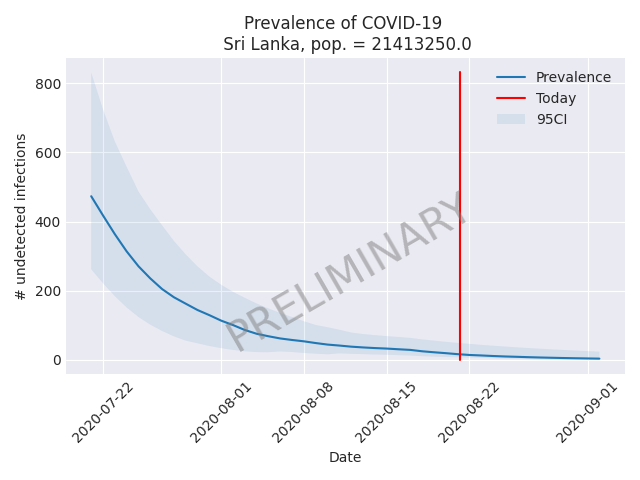 Prevalence of COVID-19
Sri Lanka, pop. = 21413250.0
800
600
400
200
0
# undetected infections
Prevalence
Today
95CI
PRELIMINARY
2020-07-22
2020-08-01
2020-08-08
2020-08-15
2020-08-22
2020-09-01
Date